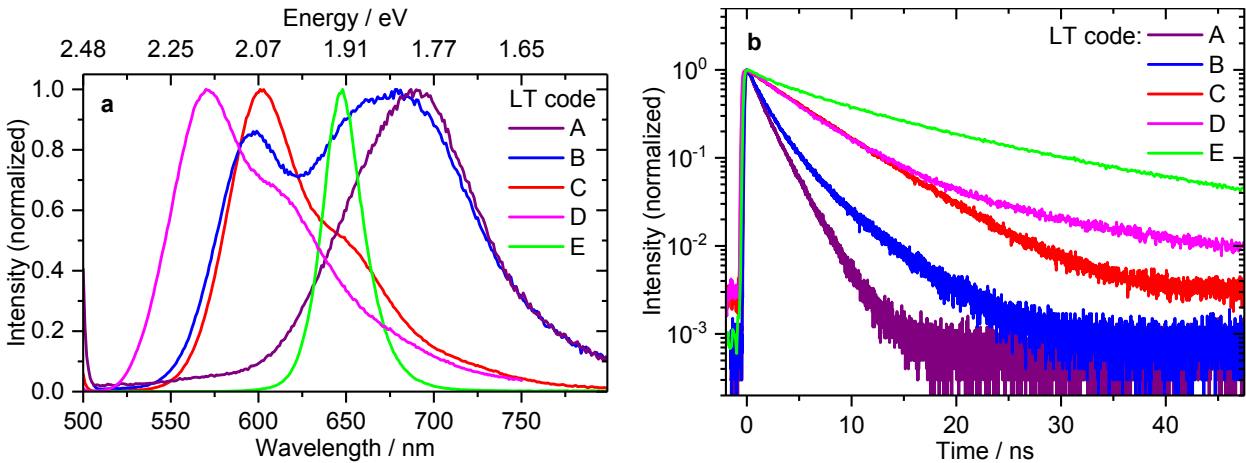 Energy / eV
2.48 2.25 2.07 1.91 1.77 1.65
a
LT code
A
B
C
D
E
Intensity (normalized)
1.0
0.8
0.6
0.4
0.2
0.0
500 550 600 650 700 750
Wavelength / nm
b
LT code:
A
B
C
D
E
Intensity (normalized)
10⁰
10⁻¹
10⁻²
10⁻³
0 10 20 30 40
Time / ns